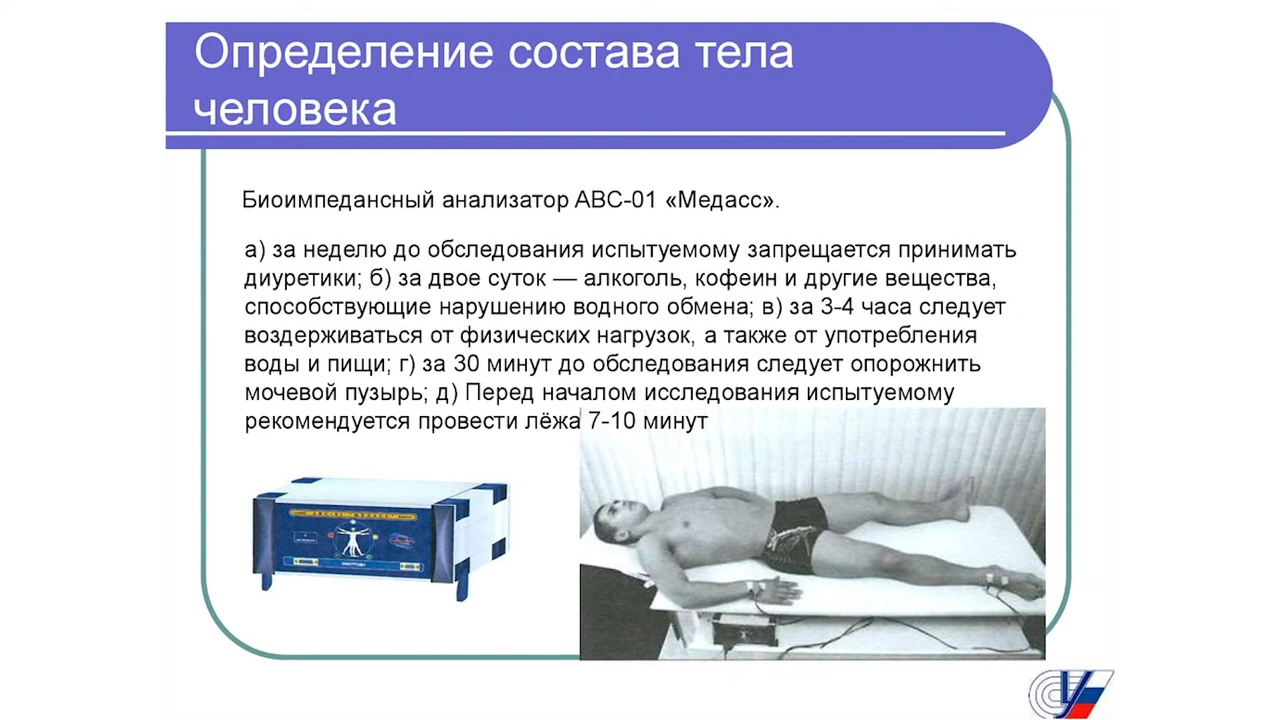 Определение состава тела
человека
Биоимпедансный анализатор АВС-01 «Медасс».
а) за неделю до обследования испытуемому запрещается принимать
диуретики; б) за двое суток — алкоголь, кофеин и другие вещества,
способствующие нарушению водного обмена; в) за 3-4 часа следует
воздерживаться от физических нагрузок, а также от употребления
воды и пищи; г) за 30 минут до обследования следует опорожнить
мочевой пузырь; д) Перед началом исследования испытуемому
рекомендуется провести лёжа 7-10 минут
АВС-01 "МЕДАСС"